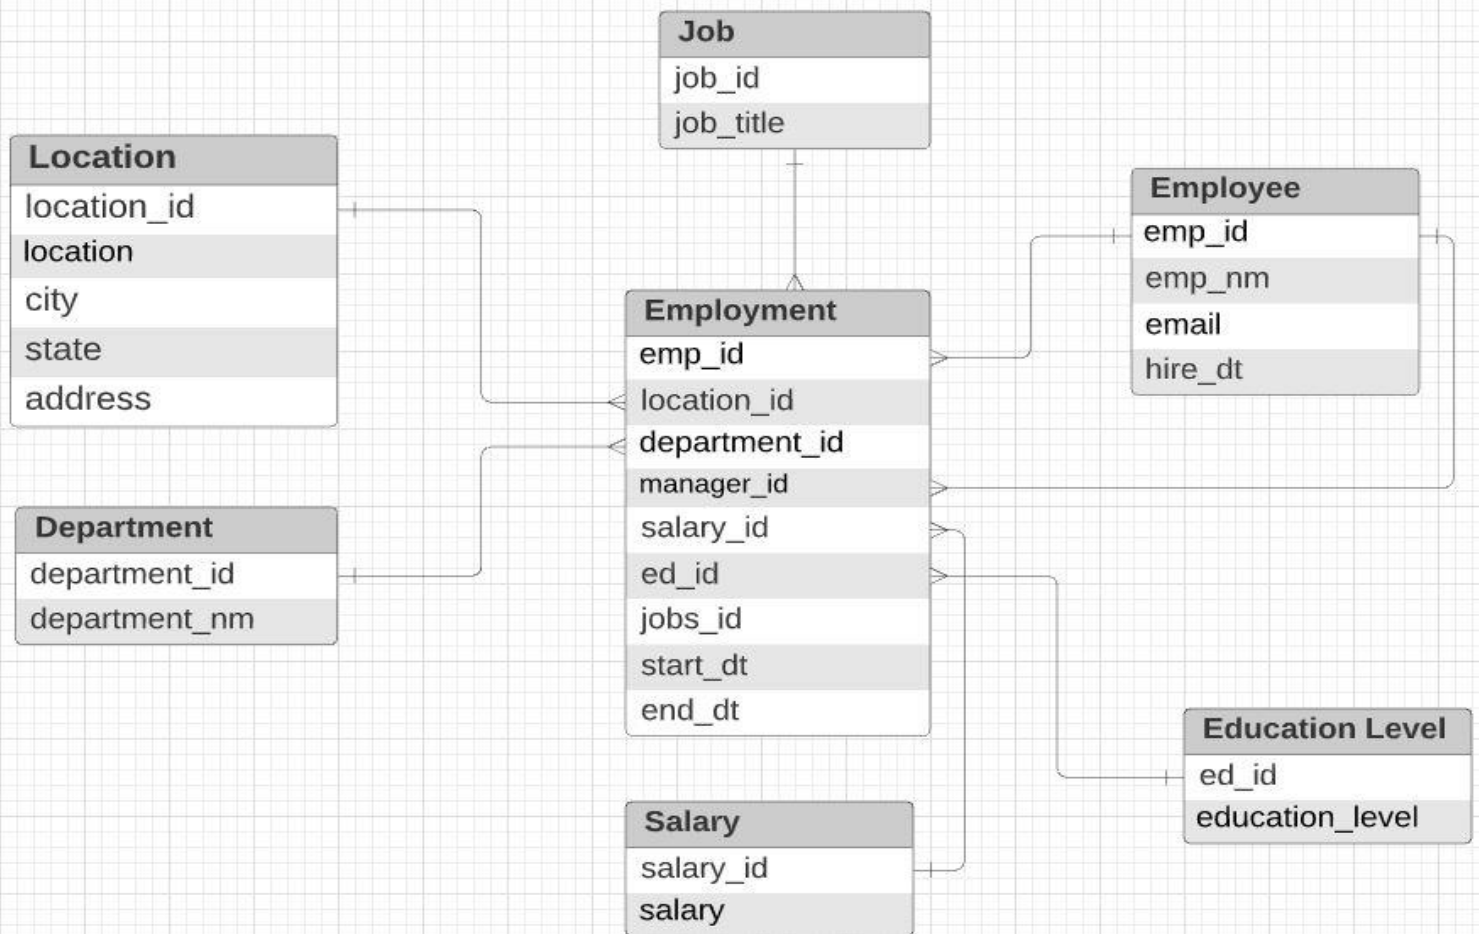 Job
job_id
job_title
Location
location_id
location
city
state
address
Employee
emp_id
emp_nm
email
hire_dt
Employment
emp_id
location_id
department_id
manager_id
salary_id
ed_id
jobs_id
start_dt
end_dt
Department
department_id
department_nm
Education Level
ed_id
education_level
Salary
salary_id
salary